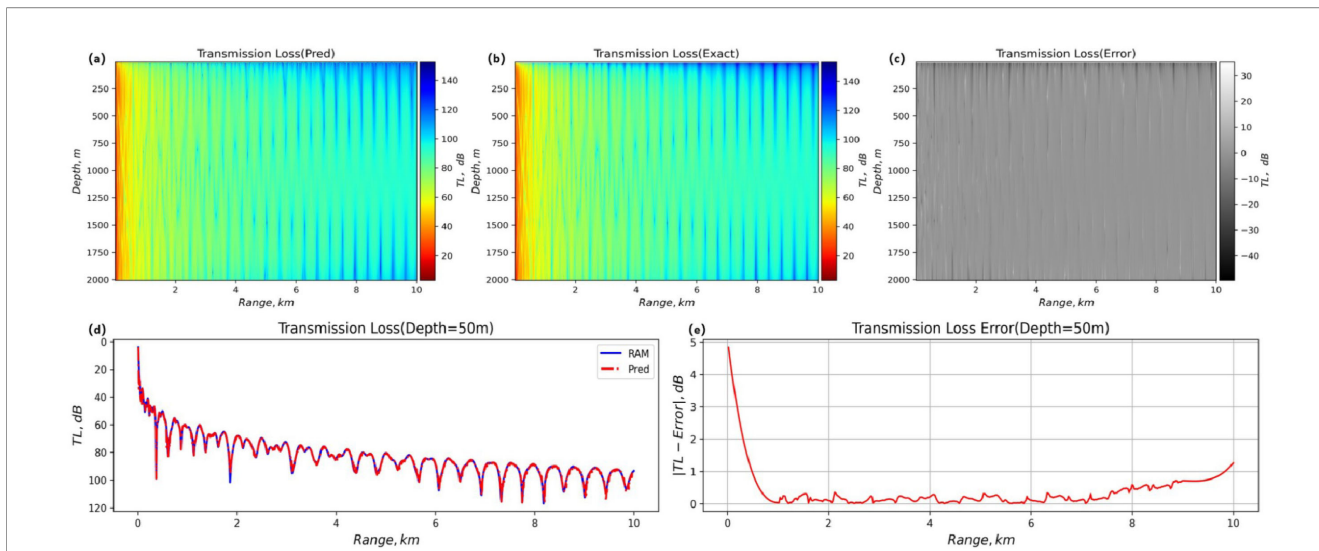 (a) Transmission Loss(Pred)
250
500
750
1000
1250
1500
1750
2000
Depth, m
2 4 6 8 10
Range, km
140
120
100
80
60
40
20
TL, dB
(b) Transmission Loss(Exact)
250
500
750
1000
1250
1500
1750
2000
Depth, m
2 4 6 8 10
Range, km
140
120
100
80
60
40
20
TL, dB
(c) Transmission Loss(Error)
250
500
750
1000
1250
1500
1750
2000
Depth, m
2 4 6 8 10
Range, km
30
20
10
0
−10
−20
−30
−40
TL, dB
(d) Transmission Loss(Depth=50m)
0
20
40
60
80
100
120
TL, dB
RAM
Pred
0 2 4 6 8 10
Range, km
(e) Transmission Loss Error(Depth=50m)
5
4
3
2
1
0
|TL − Error|, dB
0 2 4 6 8 10
Range, km